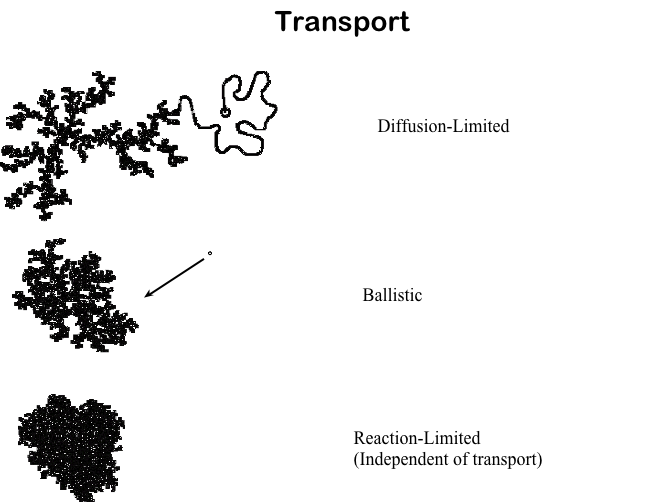 Transport
Diffusion-Limited
Ballistic
Reaction-Limited
(Independent of transport)